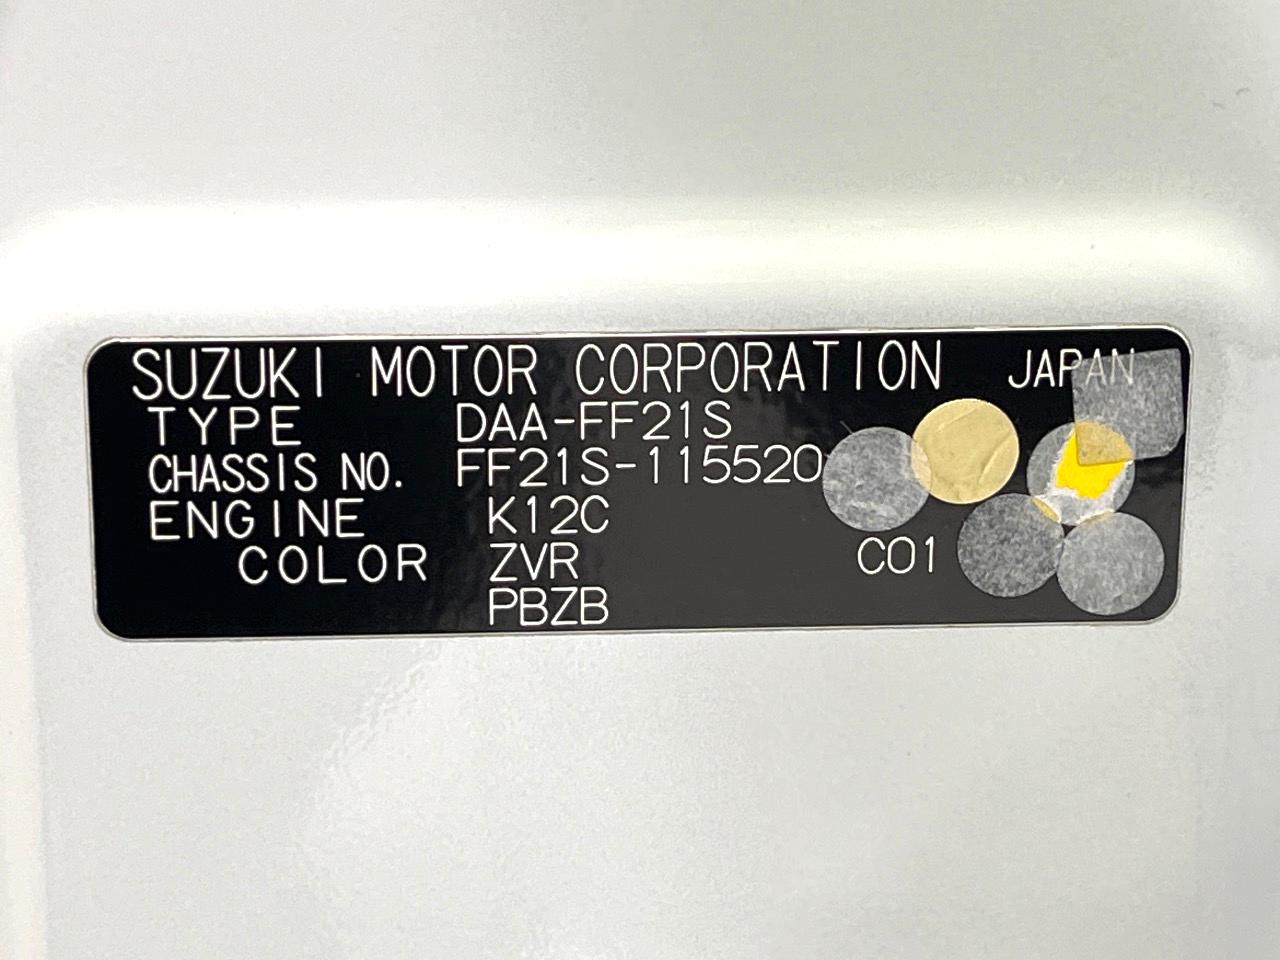 SUZUKI MOTOR CORPORATION JAPAN
TYPE DAA-FF21S
CHASSIS NO. FF21S-115520
ENGINE K12C
COLOR ZVR C01
PBZB